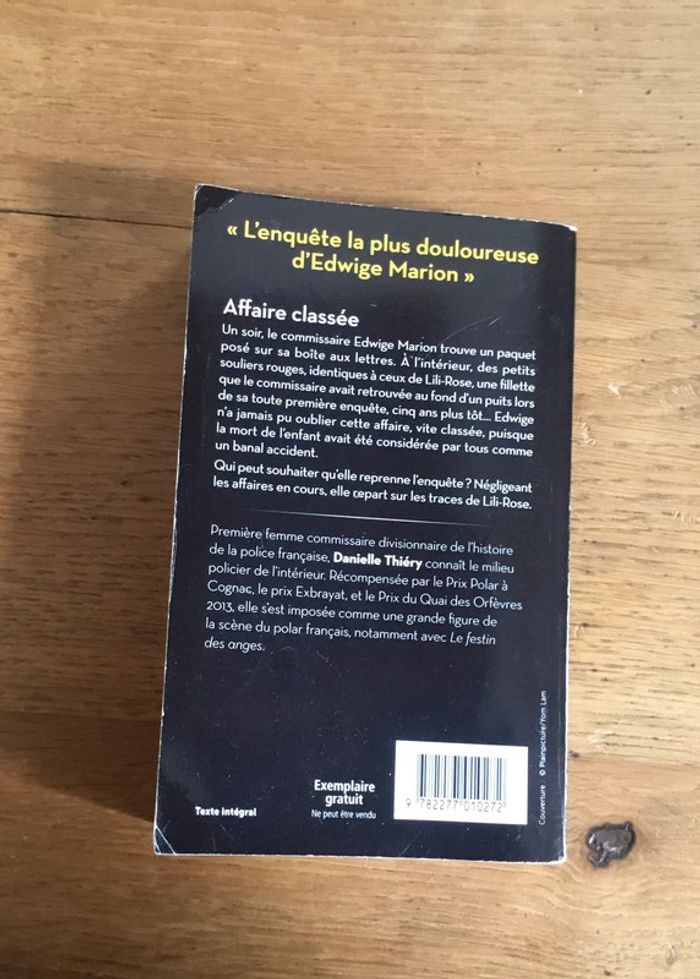 « L'enquête la plus douloureuse
d'Edwige Marion »
Affaire classée
Un soir, le commissaire Edwige Marion trouve un paquet
posé sur sa boîte aux lettres. À l'intérieur, des petits
souliers rouges, identiques à ceux de Lili-Rose, une fillette
que le commissaire avait retrouvée au fond d'un puits lors
de sa toute première enquête, cinq ans plus tôt... Edwige
n'a jamais pu oublier cette affaire, vite classée, puisque
la mort de l'enfant avait été considérée par tous comme
un banal accident.
Qui peut souhaiter qu'elle reprenne l'enquête ? Négligeant
les affaires en cours, elle repart sur les traces de Lili-Rose.
Première femme commissaire divisionnaire de l'histoire
de la police française, Danielle Thiéry connaît le milieu
policier de l'intérieur. Récompensée par le Prix Polar à
Cognac, le prix Exbrayat, et le Prix du Quai des Orfèvres
2013, elle s'est imposée comme une grande figure de
la scène du polar français, notamment avec Le festin
des anges.
Texte intégral
Exemplaire
gratuit
Ne peut être vendu
9 782277 010272
Couverture © Plainpicture/Tom Lam